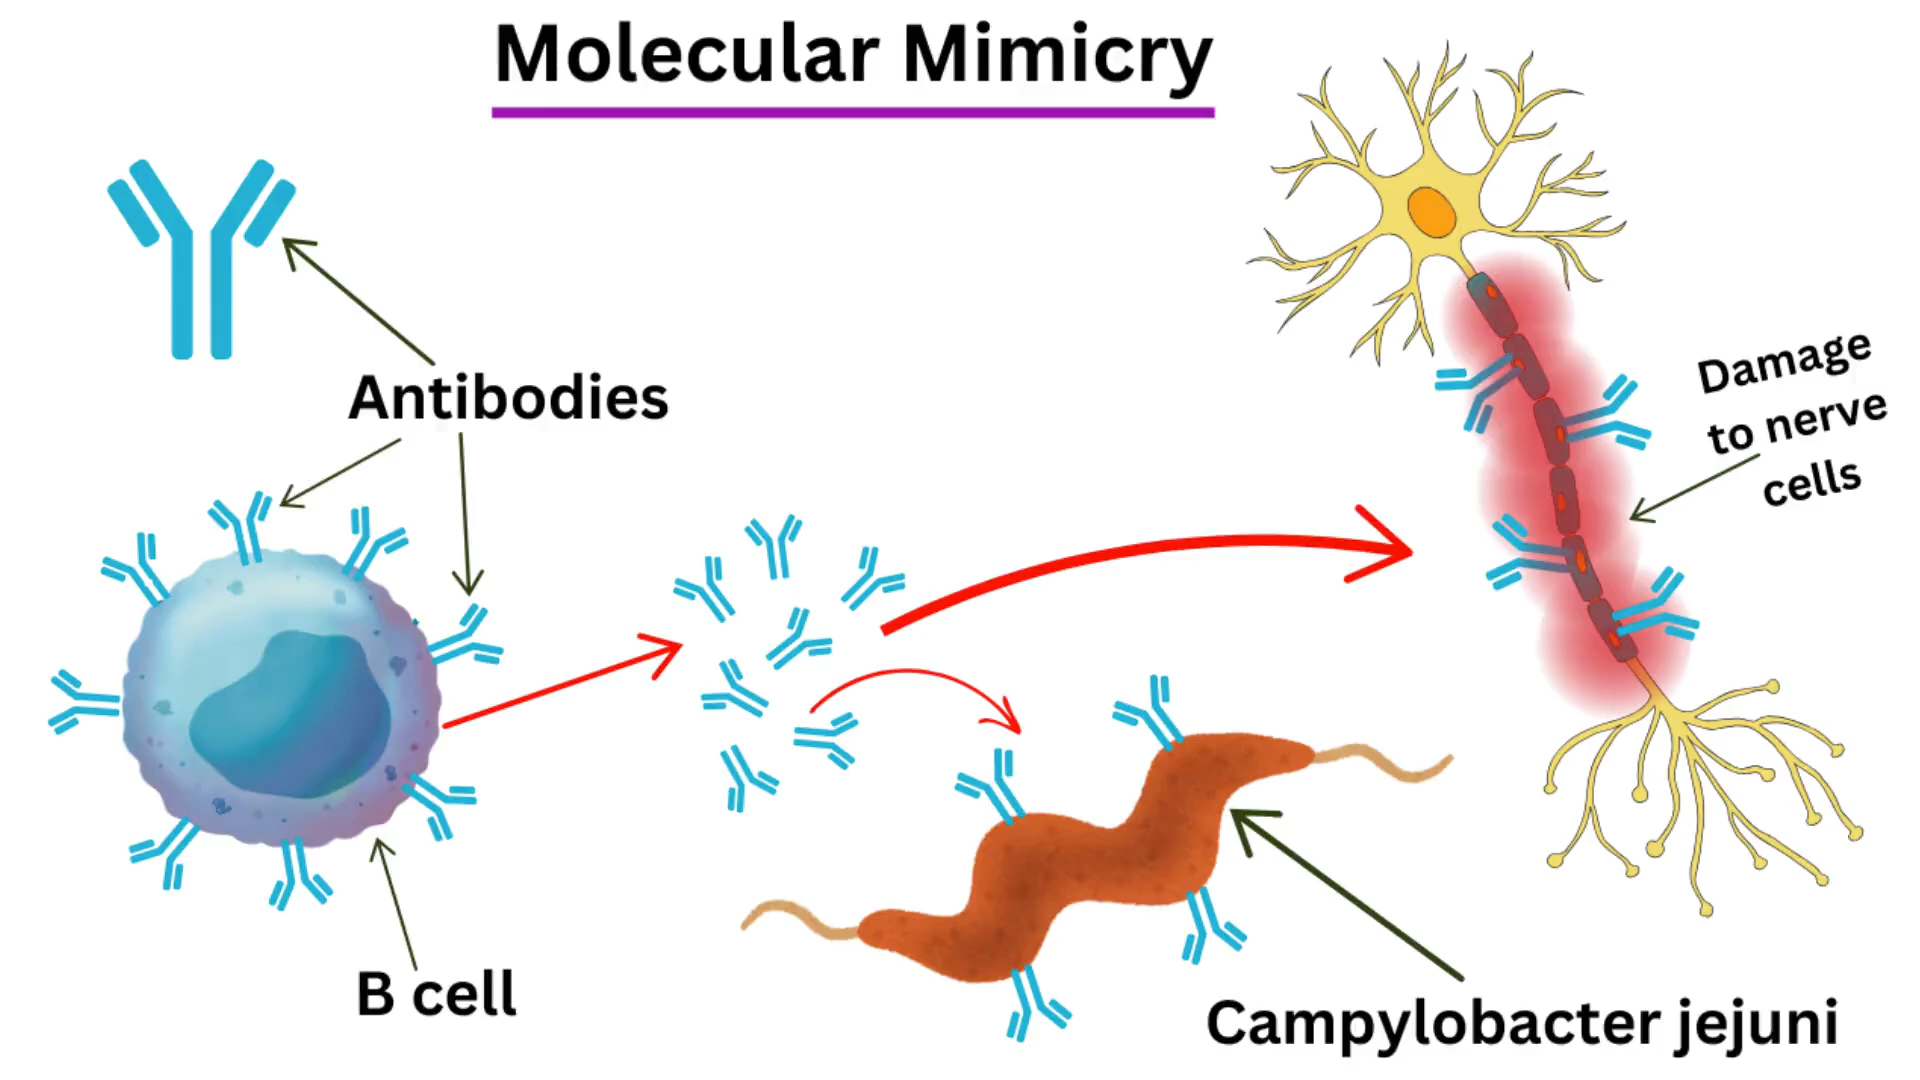 Molecular Mimicry
Antibodies
Damage
to nerve
cells
B cell
Campylobacter jejuni